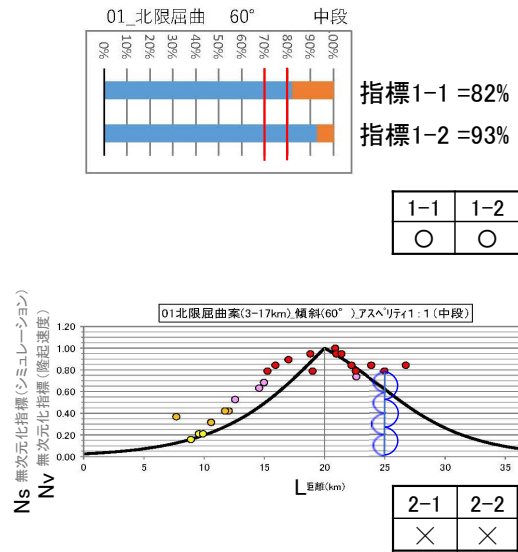 01_北限屈曲 60° 中段
0% 10% 20% 30% 40% 50% 60% 70% 80% 90% 100%
指標1-1 =82%
指標1-2 =93%
1-1 1-2
○ ○
01北限屈曲案(3-17km)_傾斜(60°)_アスペリティ1:1(中段)
Ns 無次元化指標(シミュレーション)
Nv 無次元化指標(隆起速度)
1.20
1.00
0.80
0.60
0.40
0.20
0.00
0 5 10 15 20 25 30 35
L距離(km)
2-1 2-2
× ×